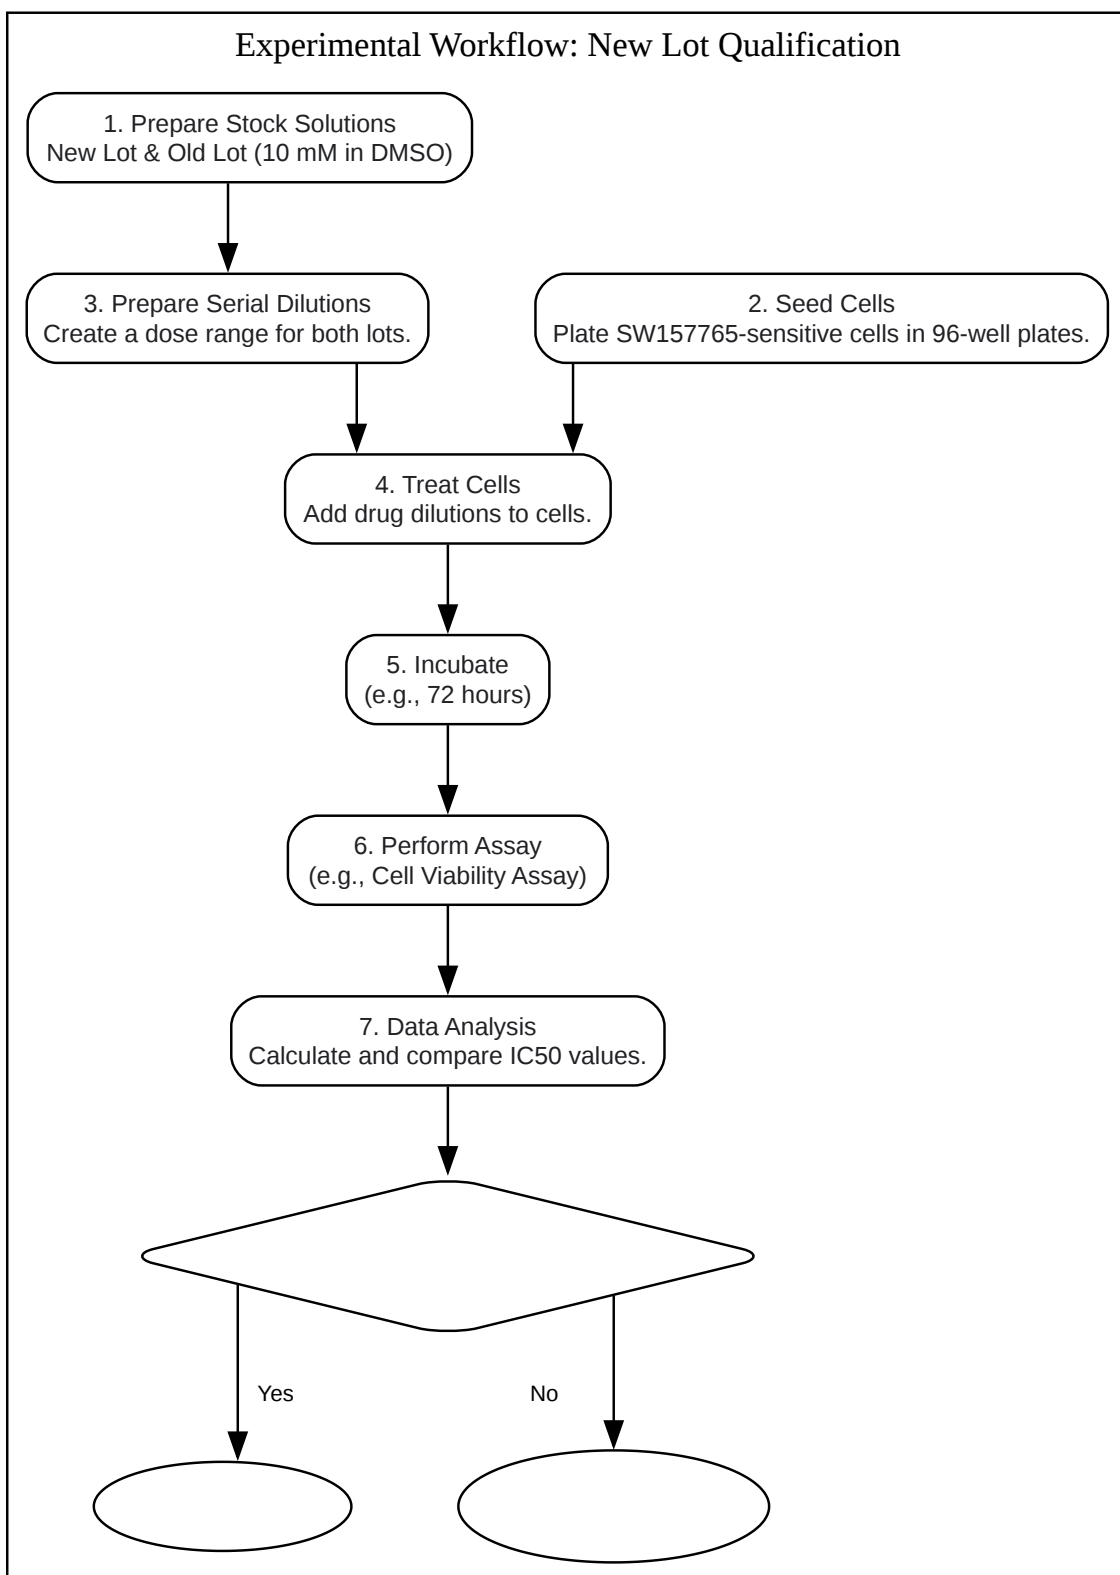 Experimental Workflow: New Lot Qualification
1. Prepare Stock Solutions
New Lot & Old Lot (10 mM in DMSO)
3. Prepare Serial Dilutions
Create a dose range for both lots.
2. Seed Cells
Plate SW157765-sensitive cells in 96-well plates.
4. Treat Cells
Add drug dilutions to cells.
5. Incubate
(e.g., 72 hours)
6. Perform Assay
(e.g., Cell Viability Assay)
7. Data Analysis
Calculate and compare IC50 values.
Yes
No